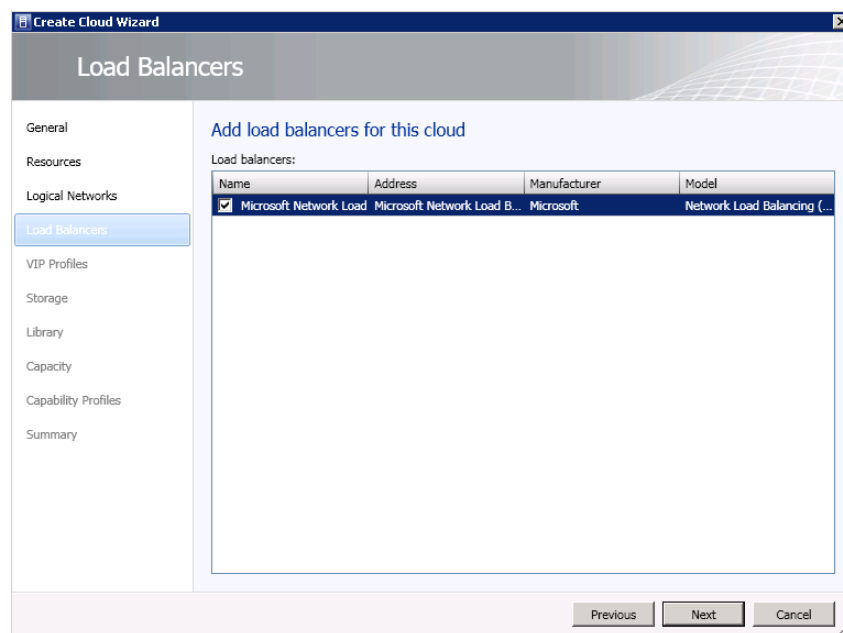 Create Cloud Wizard
Load Balancers
General
Resources
Logical Networks
Load Balancers
VIP Profiles
Storage
Library
Capacity
Capability Profiles
Summary
Add load balancers for this cloud
Load balancers:
Name Address Manufacturer Model
Microsoft Network Load Microsoft Network Load B... Microsoft Network Load Balancing (...
Previous Next Cancel